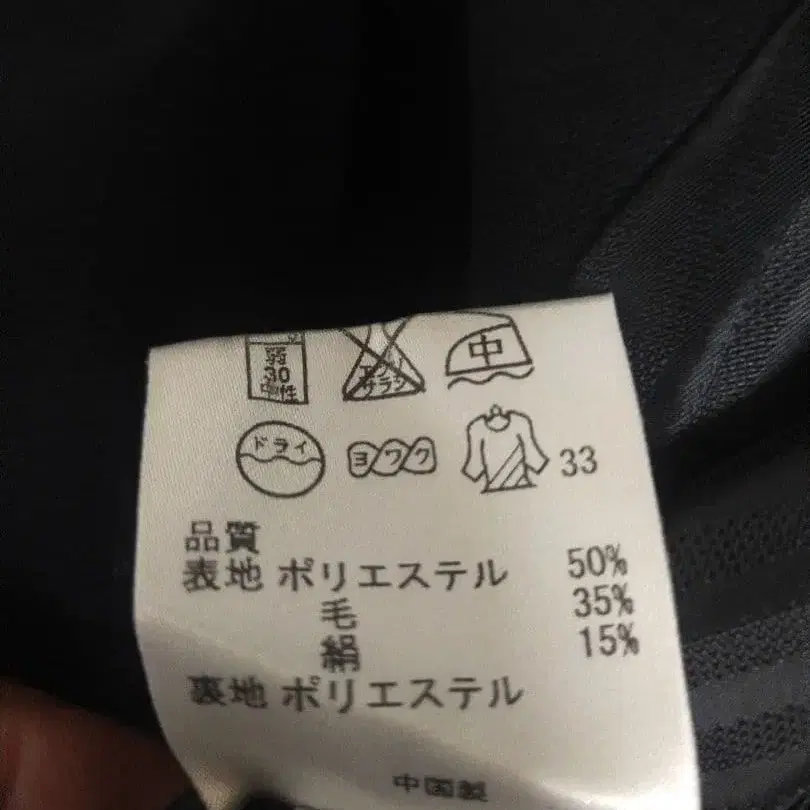 弱
30
中性
エンソ
サラシ
中
ドライ
ヨワク
33
品質
表地 ポリエステル 50%
毛 35%
絹 15%
裏地 ポリエステル
中国製